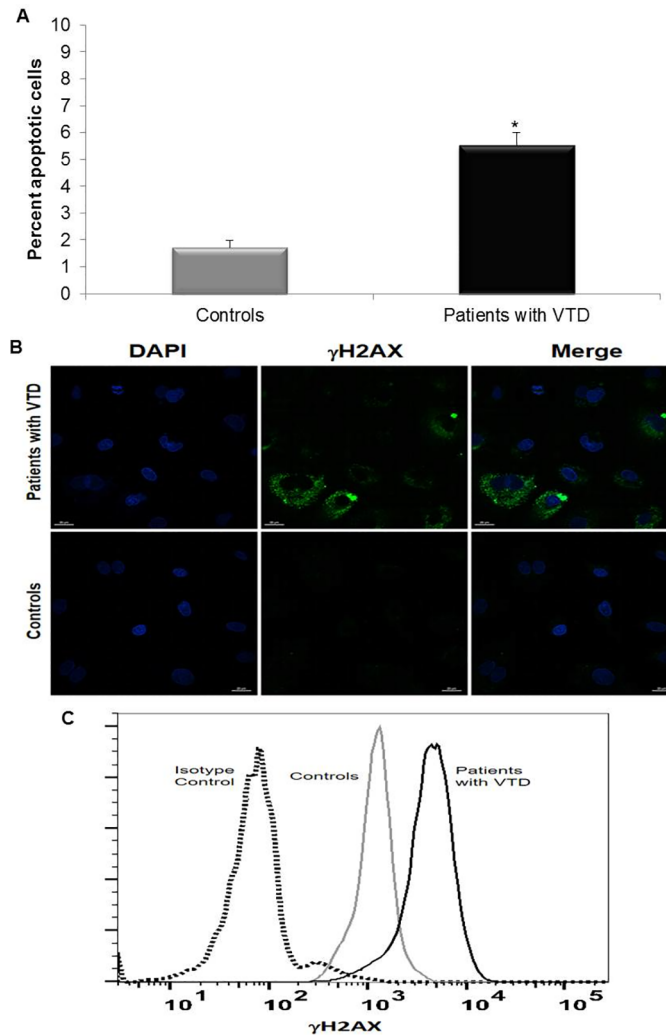 A
Percent apoptotic cells
10
9
8
7
6
5
4
3
2
1
0
*
Controls
Patients with VTD
B
DAPI
γH2AX
Merge
Patients with VTD
Controls
C
Isotype
Control
Controls
Patients
with VTD
10¹
10²
10³
10⁴
10⁵
γH2AX